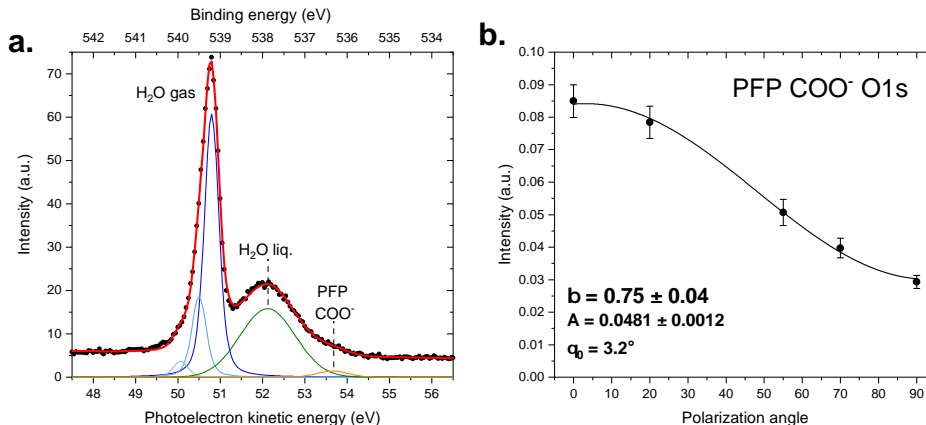 Binding energy (eV)
542 541 540 539 538 537 536 535 534
a.
H₂O gas
H₂O liq.
PFP
COO⁻
Intensity (a.u.)
70
60
50
40
30
20
10
0
48 49 50 51 52 53 54 55 56
Photoelectron kinetic energy (eV)
b.
PFP COO⁻ O1s
Intensity (a.u.)
0.10
0.09
0.08
0.07
0.06
0.05
0.04
0.03
0.02
0.01
0.00
b = 0.75 ± 0.04
A = 0.0481 ± 0.0012
q₀ = 3.2°
0 10 20 30 40 50 60 70 80 90
Polarization angle